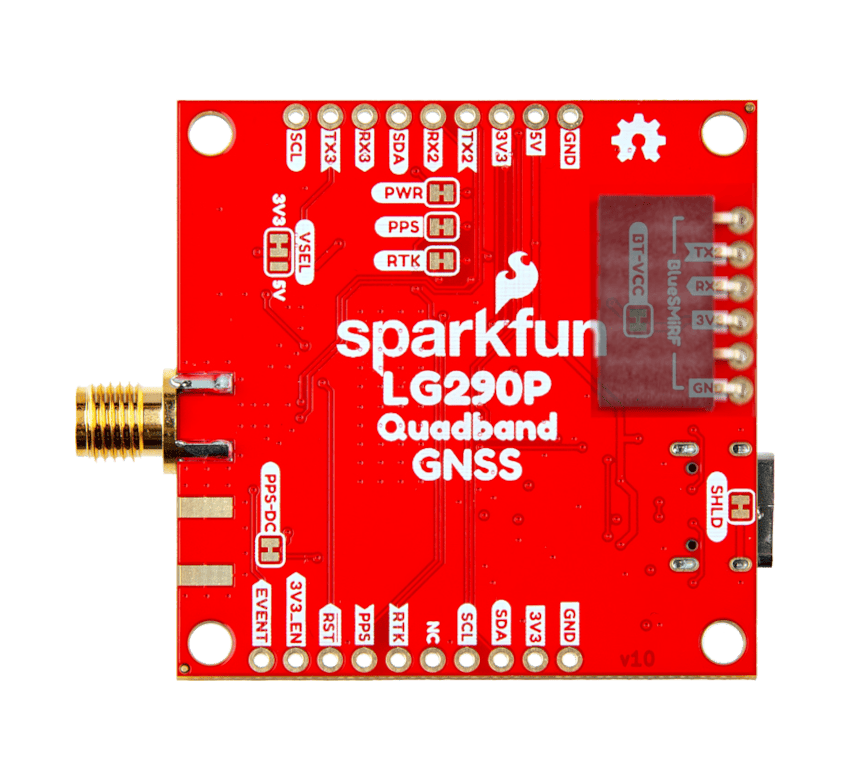 SCL
TX3
RX3
SDA
RX2
TX2
3V3
5V
GND
PWR
PPS
RTK
3V3
VSEL
5V
BT-VCC
BlueSMiRF
TX
RX
3V
GND
sparkfun
LG290P
Quadband
GNSS
PPS-DC
SHLD
EVENT
3V3_EN
RST
PPS
RTK
NC
SCL
SDA
3V3
GND
v10